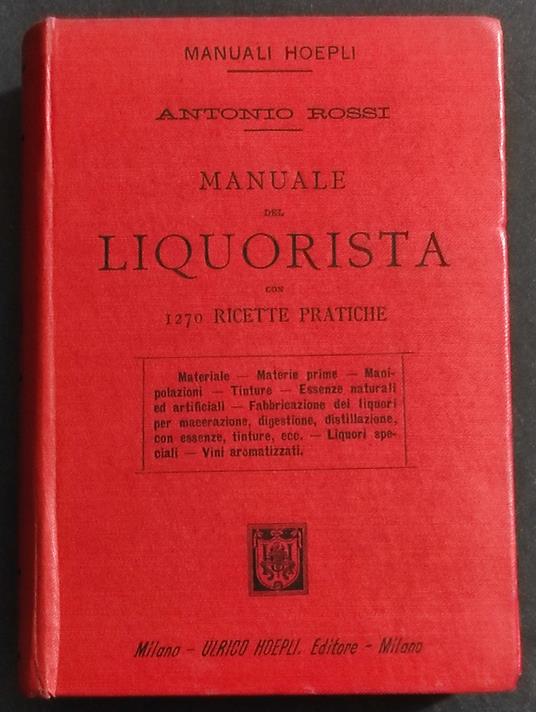 MANUALI HOEPLI
ANTONIO ROSSI
MANUALE
DEL
LIQUORISTA
CON
1270 RICETTE PRATICHE
Materiale — Materie prime — Mani-
polazioni — Tinture — Essenze naturali
ed artificiali — Fabbricazione dei liquori
per macerazione, digestione, distillazione,
con essenze, tinture, ecc. — Liquori spe-
ciali — Vini aromatizzati.
Milano - ULRICO HOEPLI, Editore - Milano